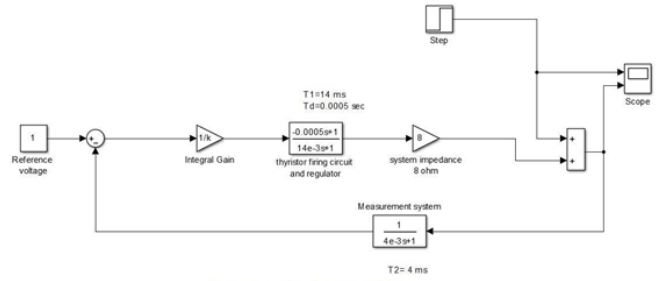 Step
Scope
T1=14 ms
Td=0.0005 sec
1
Reference
voltage
+
−
1/k
Integral Gain
-0.0005s+1
14e-3s+1
thyristor firing circuit
and regulator
8
system impedance
8 ohm
+
+
Measurement system
1
4e-3s+1
T2= 4 ms